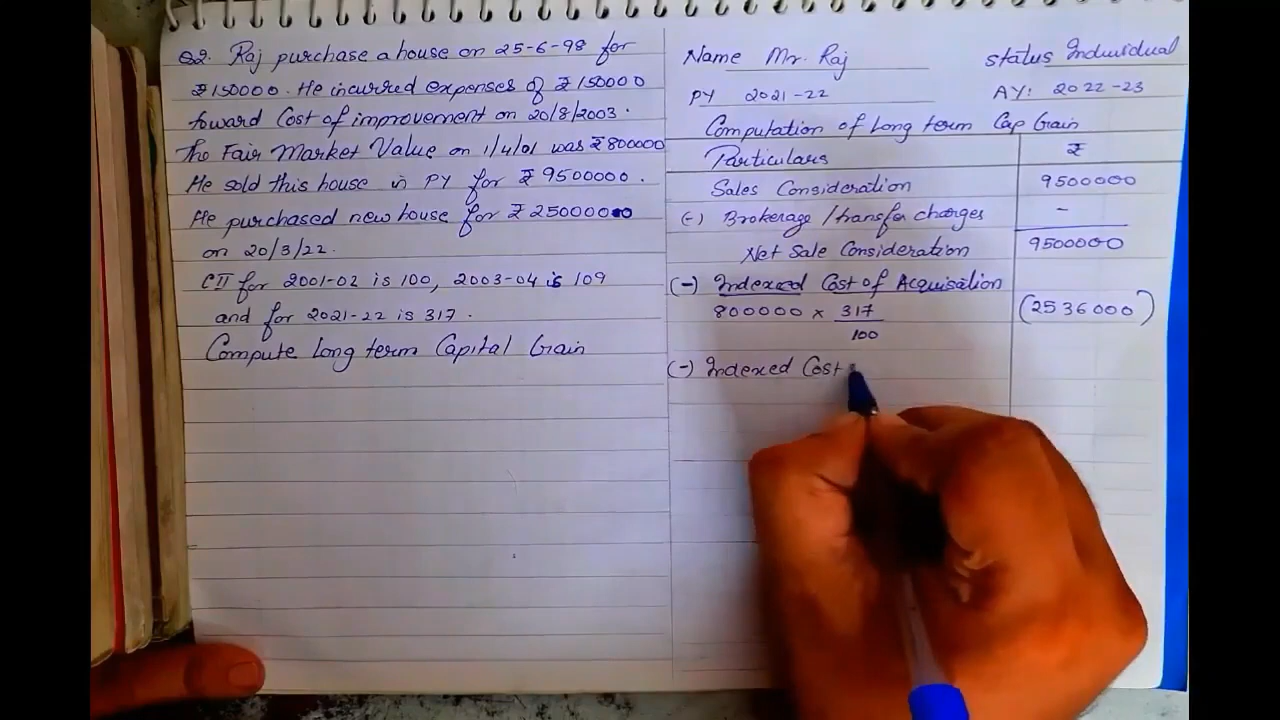 Q2. Raj purchase a house on 25-6-98 for
₹150000. He incurred expenses of ₹150000
toward Cost of improvement on 20/8/2003.
The Fair Market Value on 1/4/01 was ₹800000
He sold this house in PY for ₹9500000.
He purchased new house for ₹2500000
on 20/3/22.
CII for 2001-02 is 100, 2003-04 is 109
and for 2021-22 is 317.
Compute Long term Capital Gain
Name Mr. Raj status Individual
PY 2021-22 AY: 2022-23
Computation of Long term Cap Gain
Particulars ₹
Sales Consideration 9500000
(-) Brokerage/transfer charges -
Net Sale Consideration 9500000
(-) Indexed Cost of Acquisation
800000 × 317 (2536000)
100
(-) Indexed Cost